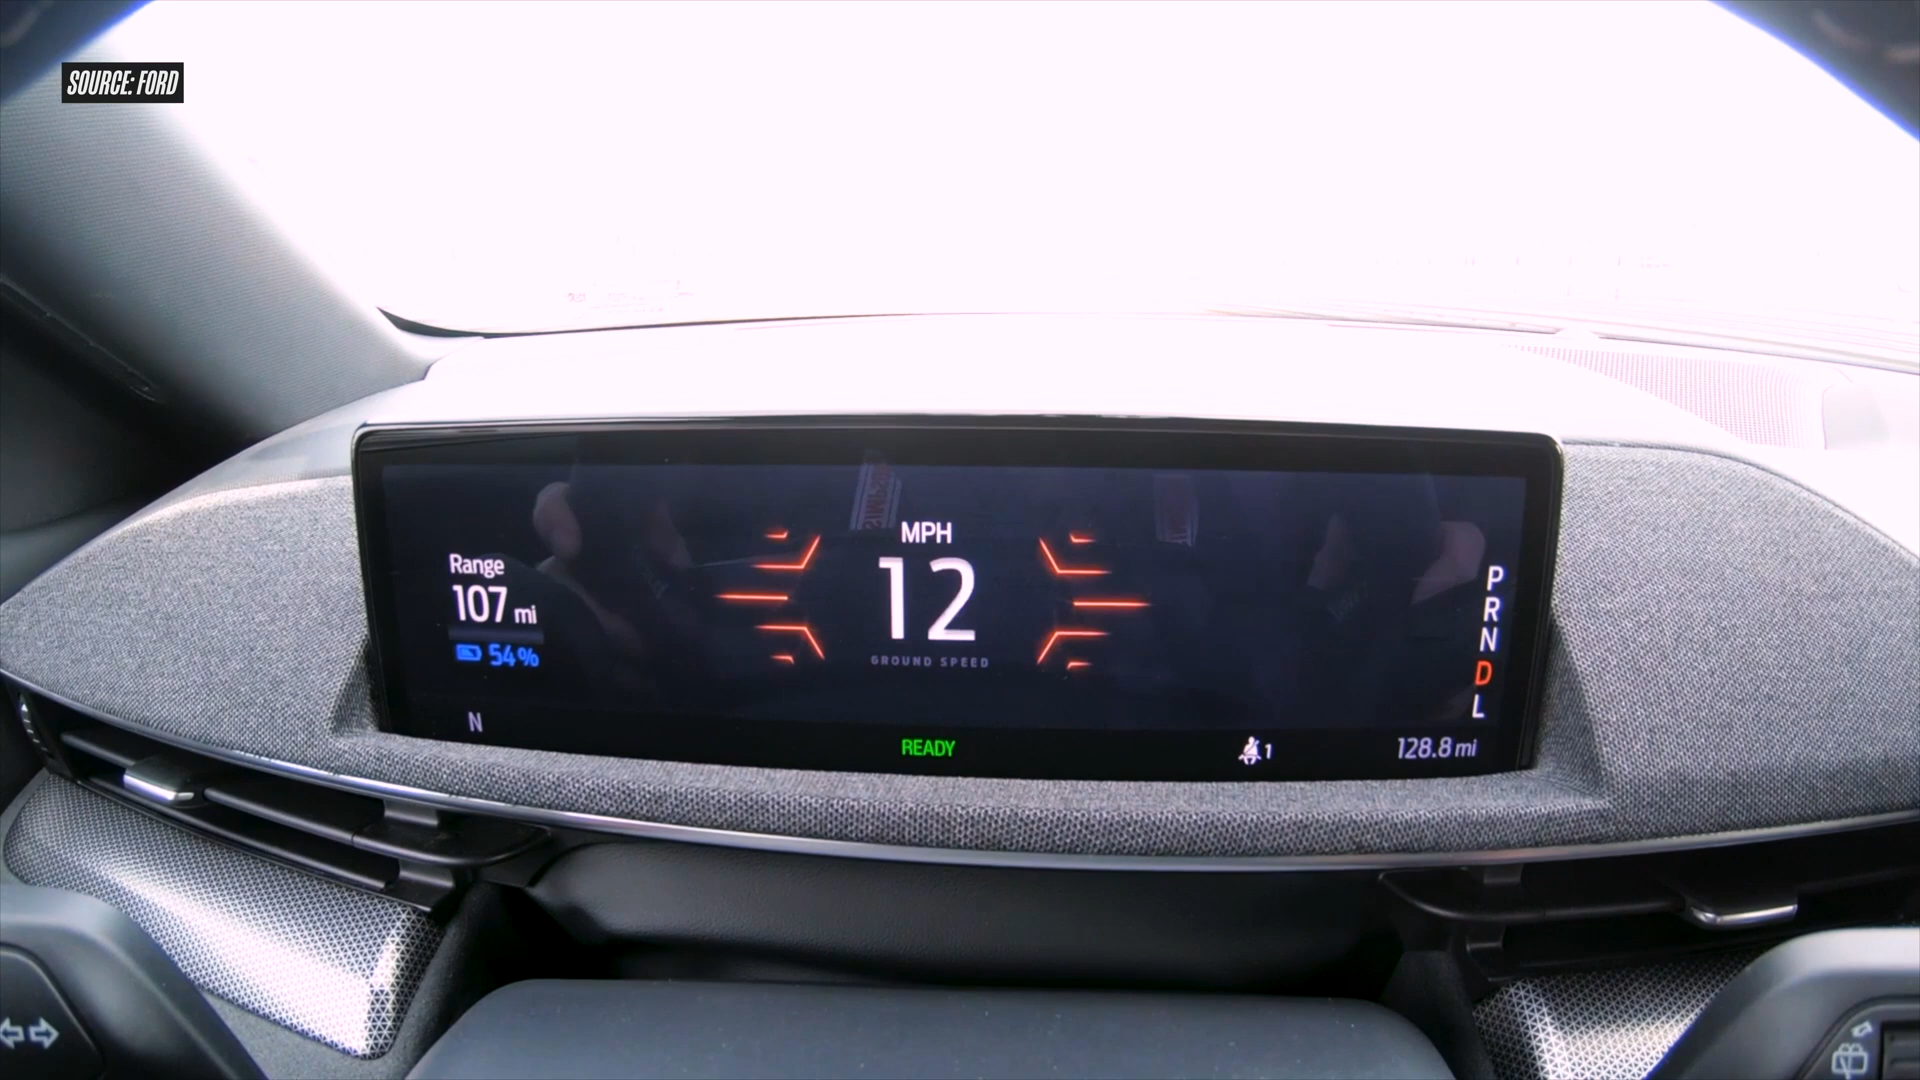 SOURCE: FORD
MPH
12
GROUND SPEED
Range
107 mi
54%
N
READY
1
128.8 mi
P
R
N
D
L